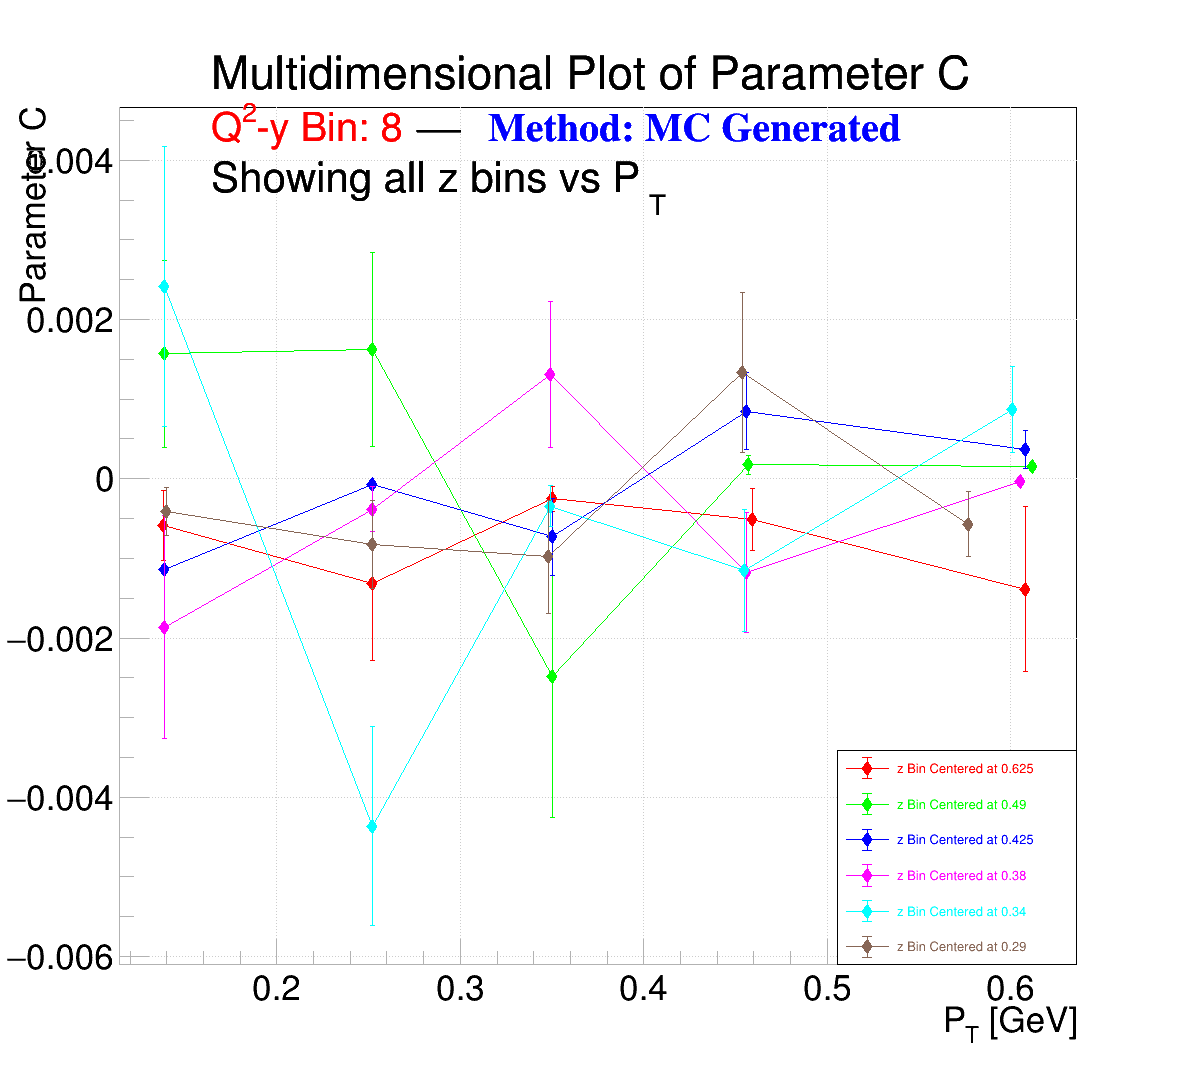 Multidimensional Plot of Parameter C
Q²-y Bin: 8 — Method: MC Generated
Showing all z bins vs P_T
Parameter C
0.004
0.002
0
−0.002
−0.004
−0.006
0.2 0.3 0.4 0.5 0.6
P_T [GeV]
z Bin Centered at 0.625
z Bin Centered at 0.49
z Bin Centered at 0.425
z Bin Centered at 0.38
z Bin Centered at 0.34
z Bin Centered at 0.29